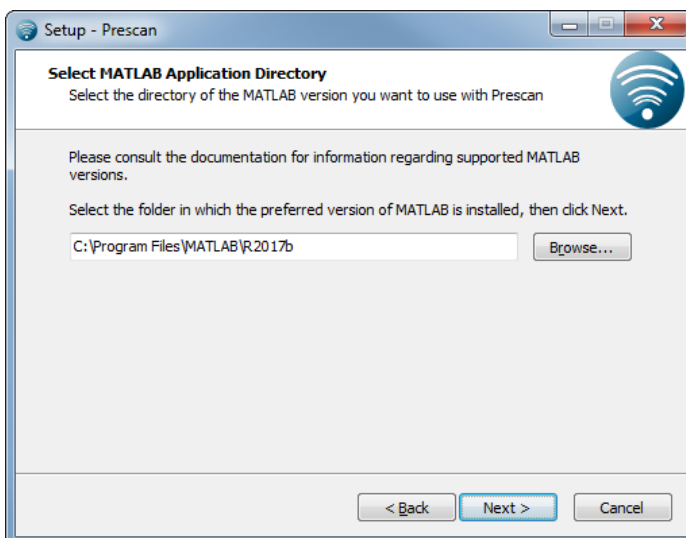 Setup - Prescan
Select MATLAB Application Directory
Select the directory of the MATLAB version you want to use with Prescan
Please consult the documentation for information regarding supported MATLAB
versions.
Select the folder in which the preferred version of MATLAB is installed, then click Next.
C:\Program Files\MATLAB\R2017b
Browse...
< Back
Next >
Cancel